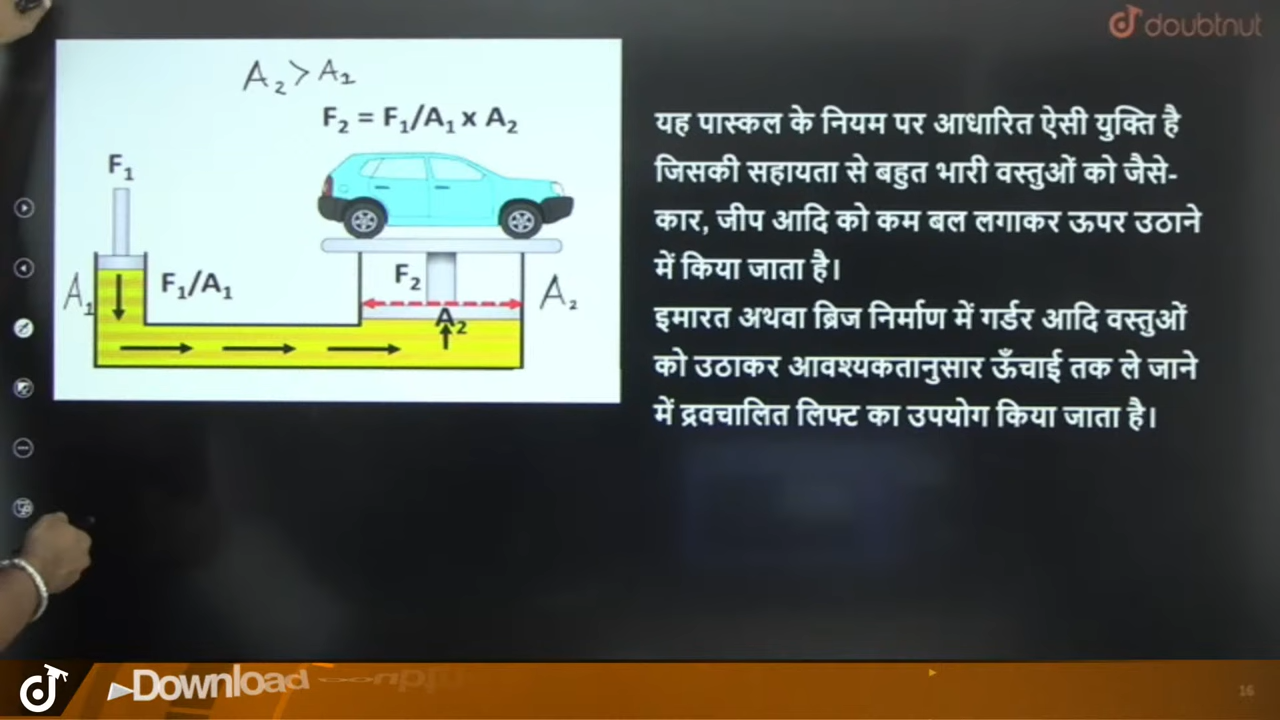 doubtnut
A₂ > A₁
F₂ = F₁/A₁ x A₂
F₁
A₁
F₁/A₁
F₂
A₂
A₂
यह पास्कल के नियम पर आधारित ऐसी युक्ति है
जिसकी सहायता से बहुत भारी वस्तुओं को जैसे-
कार, जीप आदि को कम बल लगाकर ऊपर उठाने
में किया जाता है।
इमारत अथवा ब्रिज निर्माण में गर्डर आदि वस्तुओं
को उठाकर आवश्यकतानुसार ऊँचाई तक ले जाने
में द्रवचालित लिफ्ट का उपयोग किया जाता है।
Download
16